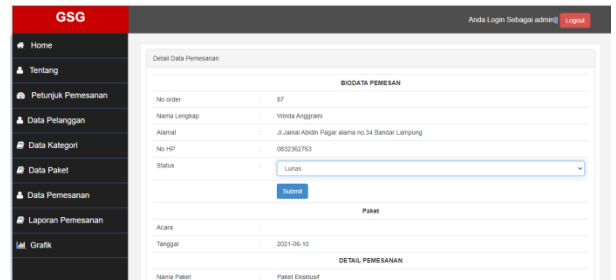 GSG
Anda Login Sebagai admin|| Logout
Home
Tentang
Petunjuk Pemesanan
Data Pelanggan
Data Kategori
Data Paket
Data Pemesanan
Laporan Pemesanan
Grafik
Detail Data Pemesanan
BIODATA PEMESAN
No order : 87
Nama Lengkap : Winda Anggraini
Alamat : Jl.Jainal Abidin Pagar alama no.34 Bandar Lampung
No HP : 0832362763
Status : Lunas
Submit
Paket
Acara :
Tanggal : 2021-06-10
DETAIL PEMESANAN
Nama Paket : Paket Eksklusif